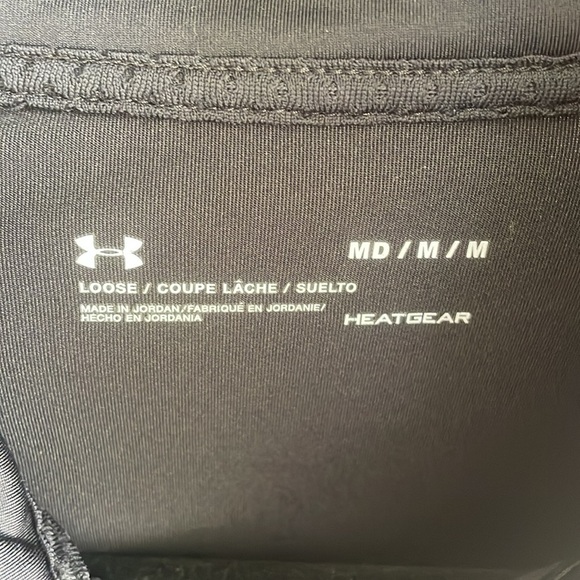 MD / M / M
LOOSE / COUPE LÂCHE / SUELTO
MADE IN JORDAN/FABRIQUÉ EN JORDANIE/
HECHO EN JORDANIA
HEATGEAR